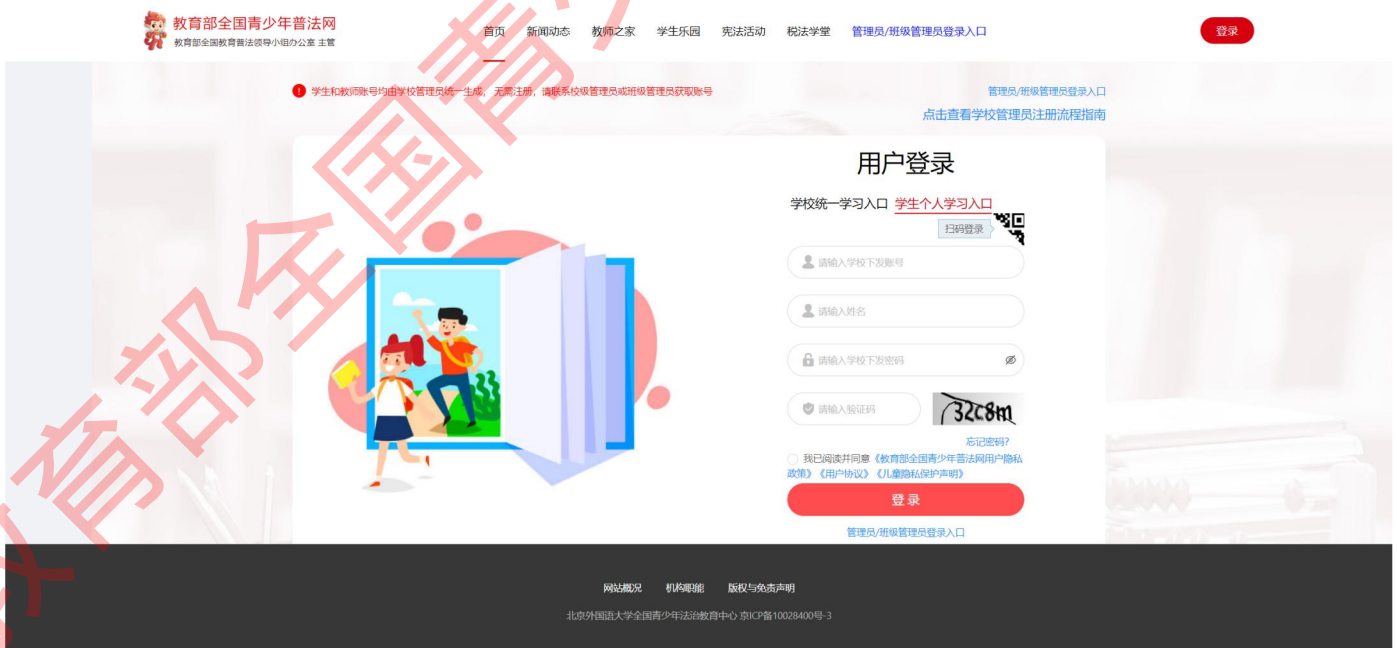 教育部全国青少年普法网
教育部全国教育普法领导小组办公室 主管
首页 新闻动态 教师之家 学生乐园 宪法活动 税法学堂 管理员/班级管理员登录入口
登录
学生和教师账号均由学校管理员统一生成，无需注册，请联系校级管理员或班级管理员获取账号
管理员/班级管理员登录入口
点击查看学校管理员注册流程指南
用户登录
学校统一学习入口 学生个人学习入口
扫码登录
请输入学校下发账号
请输入姓名
请输入学校下发密码
请输入验证码
32c8m
忘记密码?
我已阅读并同意《教育部全国青少年普法网用户隐私
政策》《用户协议》《儿童隐私保护声明》
登录
管理员/班级管理员登录入口
网站概况 机构职能 版权与免责声明
北京外国语大学全国青少年法治教育中心 京ICP备10028400号-3
教育部全国青